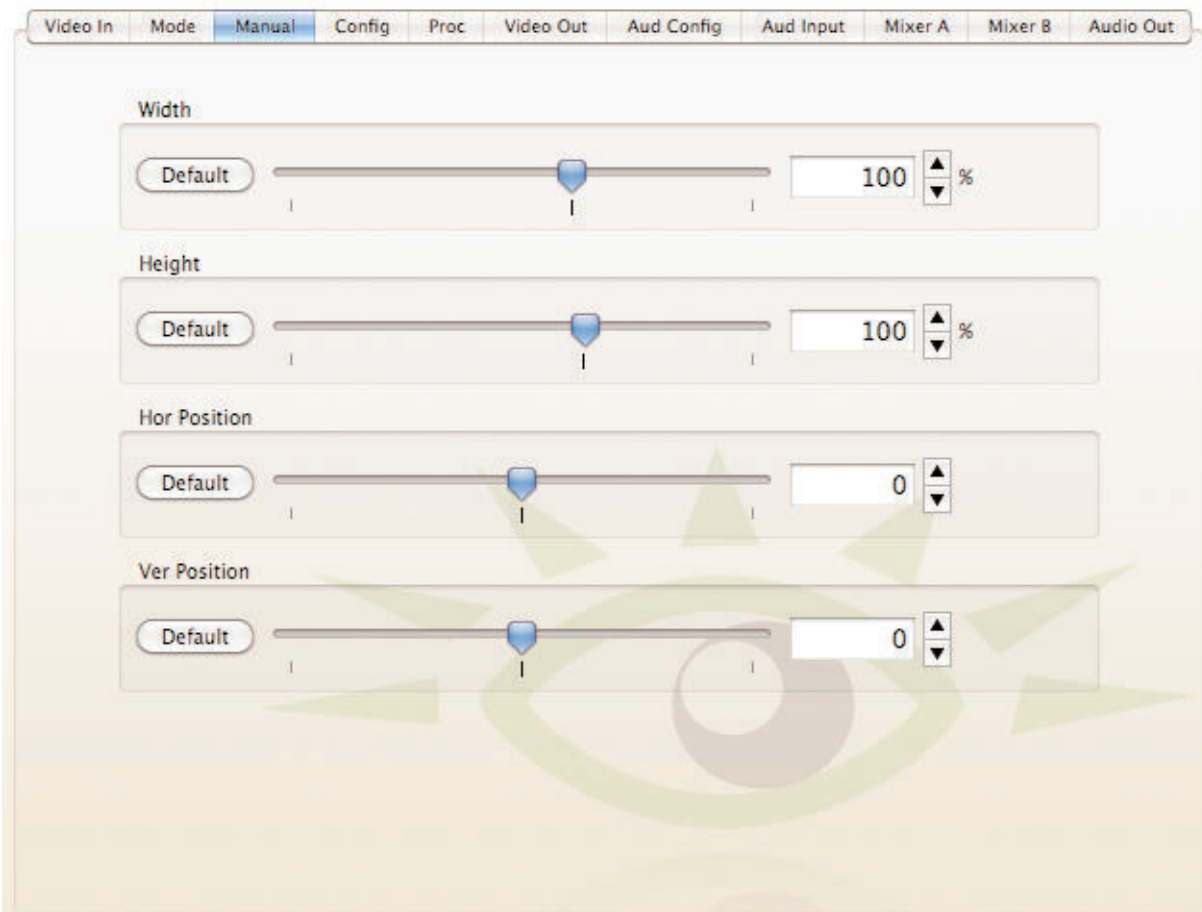 Video In Mode Manual Config Proc Video Out Aud Config Aud Input Mixer A Mixer B Audio Out
Width
Default 100 %
Height
Default 100 %
Hor Position
Default 0
Ver Position
Default 0